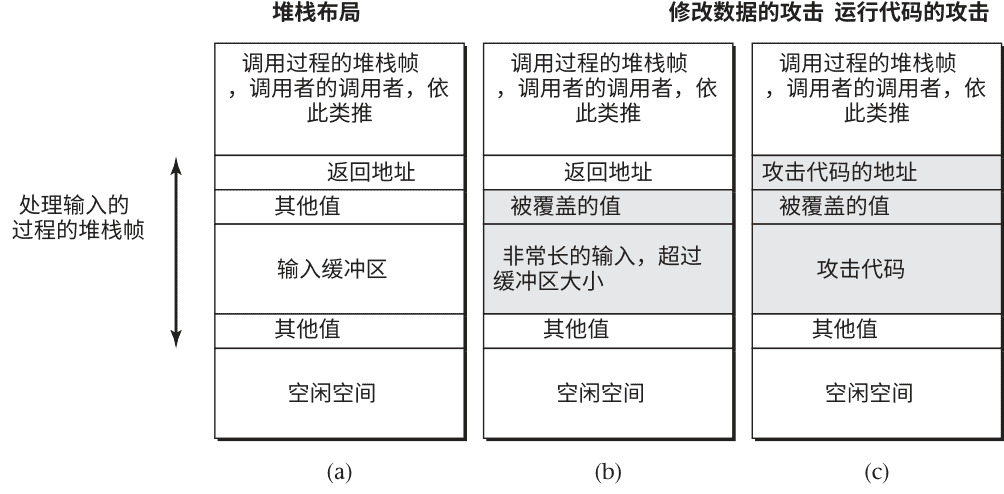 堆栈布局
修改数据的攻击 运行代码的攻击
调用过程的堆栈帧
，调用者的调用者，依
此类推
调用过程的堆栈帧
，调用者的调用者，依
此类推
调用过程的堆栈帧
，调用者的调用者，依
此类推
处理输入的
过程的堆栈帧
返回地址
返回地址
攻击代码的地址
其他值
被覆盖的值
被覆盖的值
输入缓冲区
非常长的输入，超过
缓冲区大小
攻击代码
其他值
其他值
其他值
空闲空间
空闲空间
空闲空间
(a)
(b)
(c)